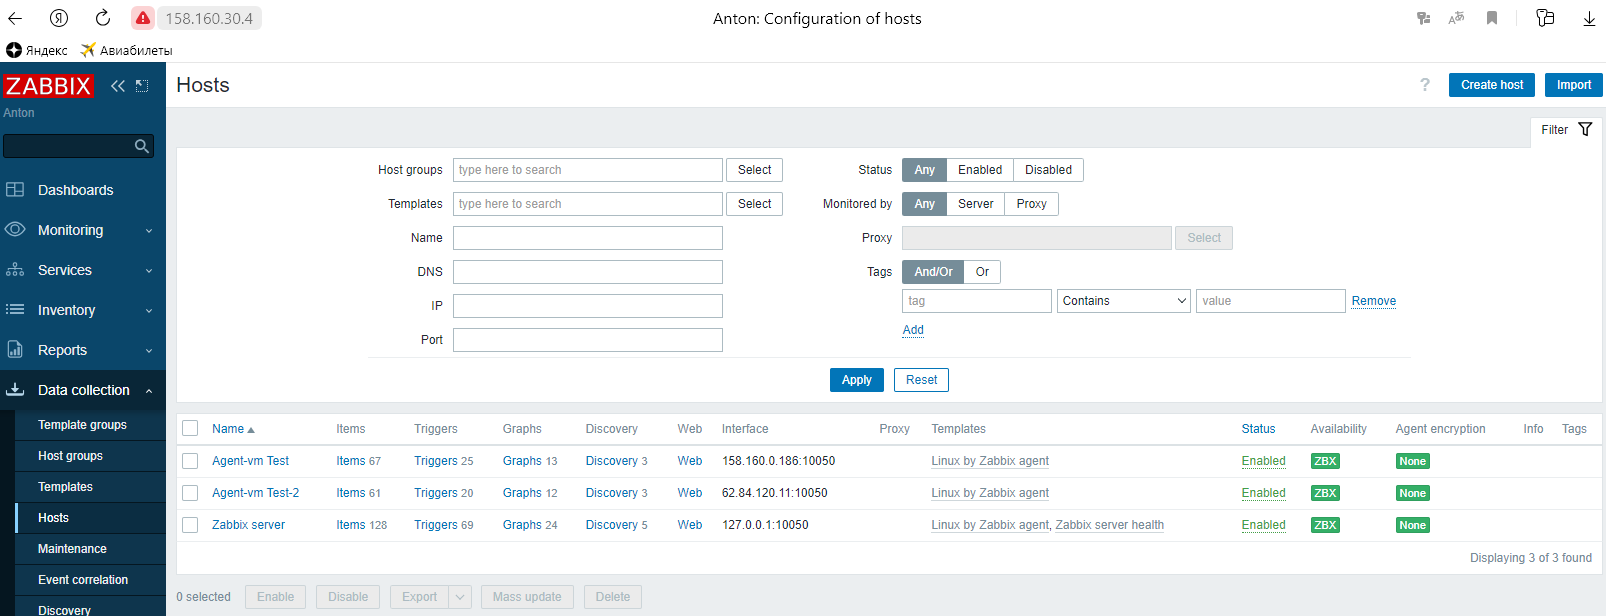 158.160.30.4
Anton: Configuration of hosts
Яндекс
Авиабилеты
ZABBIX
Anton
Dashboards
Monitoring
Services
Inventory
Reports
Data collection
Template groups
Host groups
Templates
Hosts
Maintenance
Event correlation
Discovery
Hosts
?
Create host
Import
Filter
Host groups type here to search Select
Templates type here to search Select
Name
DNS
IP
Port
Status Any Enabled Disabled
Monitored by Any Server Proxy
Proxy Select
Tags And/Or Or
tag Contains value Remove
Add
Apply Reset
Name Items Triggers Graphs Discovery Web Interface Proxy Templates Status Availability Agent encryption Info Tags
Agent-vm Test Items 67 Triggers 25 Graphs 13 Discovery 3 Web 158.160.0.186:10050 Linux by Zabbix agent Enabled ZBX None
Agent-vm Test-2 Items 61 Triggers 20 Graphs 12 Discovery 3 Web 62.84.120.11:10050 Linux by Zabbix agent Enabled ZBX None
Zabbix server Items 128 Triggers 69 Graphs 24 Discovery 5 Web 127.0.0.1:10050 Linux by Zabbix agent, Zabbix server health Enabled ZBX None
Displaying 3 of 3 found
0 selected Enable Disable Export Mass update Delete